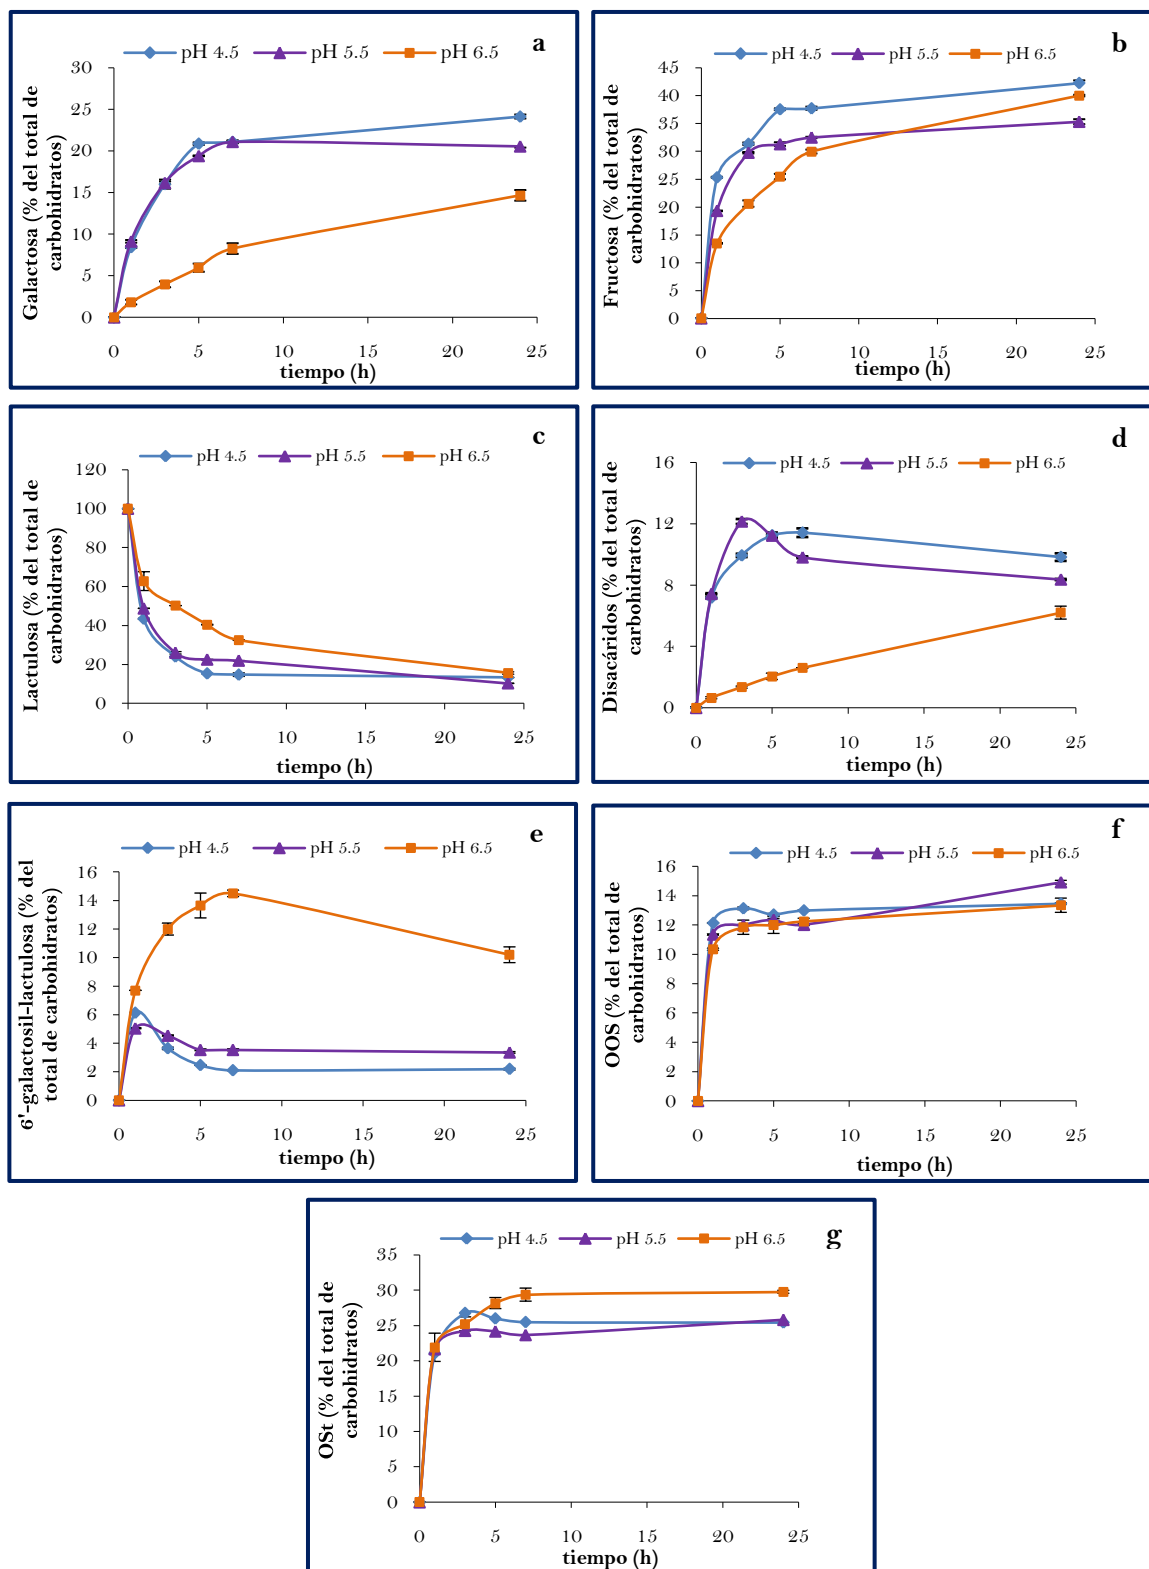 a
pH 4.5 pH 5.5 pH 6.5
Galactosa (% del total de
carbohidratos)
30
25
20
15
10
5
0
0 5 10 15 20 25
tiempo (h)
b
pH 4.5 pH 5.5 pH 6.5
Fructosa (% del total de
carbohidratos)
45
40
35
30
25
20
15
10
5
0
0 5 10 15 20 25
tiempo (h)
c
pH 4.5 pH 5.5 pH 6.5
Lactulosa (% del total de
carbohidratos)
120
100
80
60
40
20
0
0 5 10 15 20 25
tiempo (h)
d
pH 4.5 pH 5.5 pH 6.5
Disacáridos (% del total de
carbohidratos)
16
12
8
4
0
0 5 10 15 20 25
tiempo (h)
e
pH 4.5 pH 5.5 pH 6.5
6'-galactosil-lactulosa (% del
total de carbohidratos)
16
14
12
10
8
6
4
2
0
0 5 10 15 20 25
tiempo (h)
f
pH 4.5 pH 5.5 pH 6.5
OOS (% del total de
carbohidratos)
16
14
12
10
8
6
4
2
0
0 5 10 15 20 25
tiempo (h)
g
pH 4.5 pH 5.5 pH 6.5
OSt (% del total de
carbohidratos)
35
30
25
20
15
10
5
0
0 5 10 15 20 25
tiempo (h)